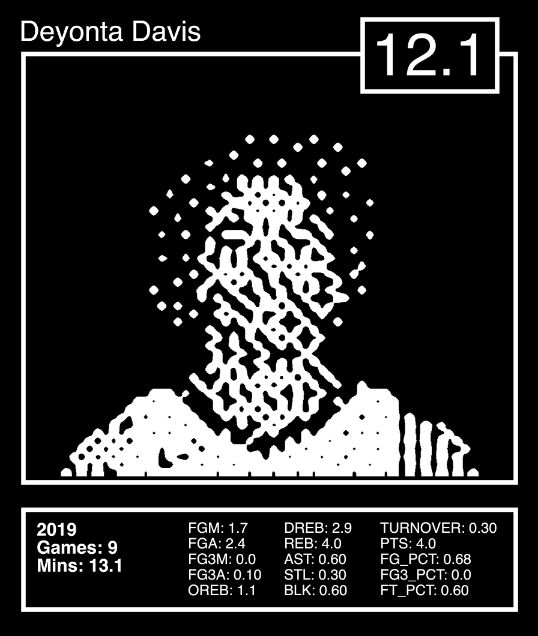 Deyonta Davis
12.1
2019
Games: 9
Mins: 13.1
FGM: 1.7
FGA: 2.4
FG3M: 0.0
FG3A: 0.10
OREB: 1.1
DREB: 2.9
REB: 4.0
AST: 0.60
STL: 0.30
BLK: 0.60
TURNOVER: 0.30
PTS: 4.0
FG_PCT: 0.68
FG3_PCT: 0.0
FT_PCT: 0.60